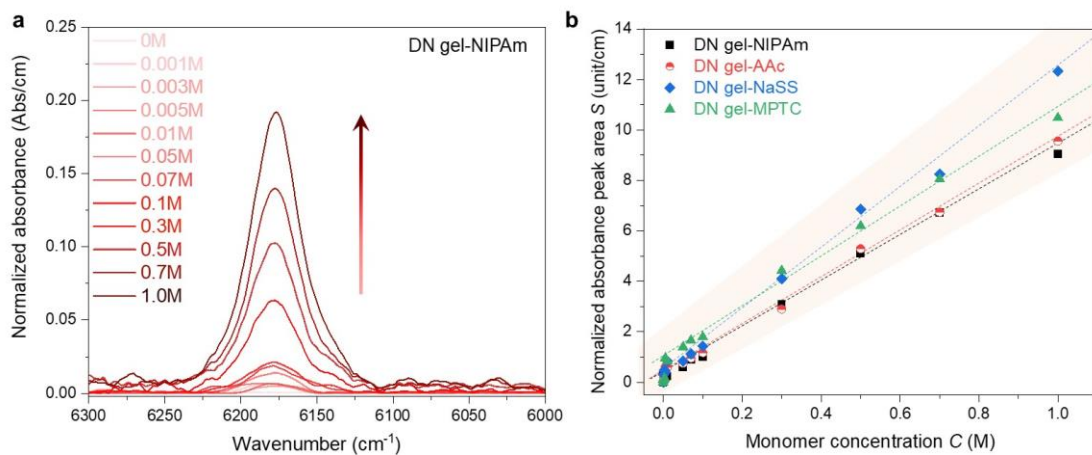 a
Normalized absorbance (Abs/cm)
0.25
0.20
0.15
0.10
0.05
0.00
DN gel-NIPAm
0M
0.001M
0.003M
0.005M
0.01M
0.05M
0.07M
0.1M
0.3M
0.5M
0.7M
1.0M
6300 6250 6200 6150 6100 6050 6000
Wavenumber (cm⁻¹)
b
Normalized absorbance peak area S (unit/cm)
14
12
10
8
6
4
2
0
DN gel-NIPAm
DN gel-AAc
DN gel-NaSS
DN gel-MPTC
0.0 0.2 0.4 0.6 0.8 1.0
Monomer concentration C (M)